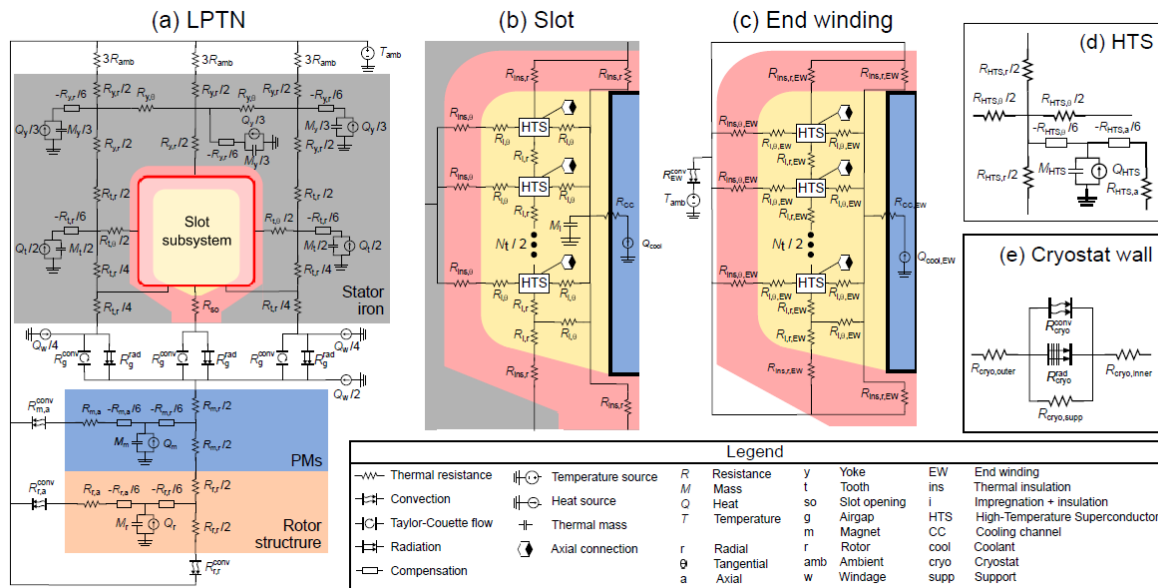 (a) LPTN
(b) Slot
(c) End winding
(d) HTS
(e) Cryostat wall
T_amb
3R_amb 3R_amb 3R_amb
R_y,r/2 R_y,r/2
-R_y,r/6 R_y,θ R_y,θ -R_y,r/6
Q_y/3 M_y/3 Q_y/3 M_y/3 Q_y/3
-R_y,r/6 M_y/3
R_y,r/2 R_y,r/2 R_y,r/2
R_t,r/2 R_t,r/2
-R_t,r/6 -R_t,r/6
R_t,θ/2 R_t,θ/2
Q_t/2 M_t/2 M_t/2 Q_t/2
Slot
subsystem
R_t,r/4 R_t,r/4
R_t,r/4 R_so R_t,r/4
Stator
iron
Q_w/4 Q_w/4
R_g^conv R_g^rad R_g^conv R_g^rad R_g^conv R_g^rad
Q_w/2
R_m,a^conv R_m,a -R_m,a/6 -R_m,r/6 R_m,r/2
M_m Q_m R_m,r/2
PMs
R_r,a^conv R_r,a -R_r,a/6 -R_r,r/6 R_r,r/2
M_r Q_r R_r,r/2
Rotor
structrure
R_r,r^conv
R_ins,r R_ins,r
R_ins,θ R_i,θ HTS R_i,θ
R_i,r
R_ins,θ R_i,θ HTS R_i,θ
R_i,r M_i R_CC
N_t / 2 Q_cool
R_ins,θ R_i,θ HTS R_i,θ
R_i,r
R_i,r R_i,θ
R_ins,r R_ins,r
R_ins,r,EW R_ins,r,EW
R_ins,θ,EW R_i,θ,EW HTS R_i,θ,EW
R_i,r,EW
R_EW^conv
T_amb
R_ins,θ,EW R_i,θ,EW HTS R_i,θ,EW
R_i,r,EW R_CC,EW
N_t / 2 Q_cool,EW
R_ins,θ,EW R_i,θ,EW HTS R_i,θ,EW
R_i,r,EW
R_i,r,EW R_i,θ,EW
R_ins,r,EW R_ins,r,EW
R_HTS,r/2
R_HTS,θ/2 R_HTS,θ/2
-R_HTS,θ/6 -R_HTS,a/6
R_HTS,r/2 M_HTS Q_HTS
R_HTS,a
R_cryo^conv
R_cryo,outer R_cryo^rad R_cryo,inner
R_cryo,supp
Legend
Thermal resistance
Convection
Taylor-Couette flow
Radiation
Compensation
Temperature source
Heat source
Thermal mass
Axial connection
R Resistance
M Mass
Q Heat
T Temperature
r Radial
θ Tangential
a Axial
y Yoke
t Tooth
so Slot opening
g Airgap
m Magnet
r Rotor
amb Ambient
w Windage
EW End winding
ins Thermal insulation
i Impregnation + insulation
HTS High-Temperature Superconductor
CC Cooling channel
cool Coolant
cryo Cryostat
supp Support